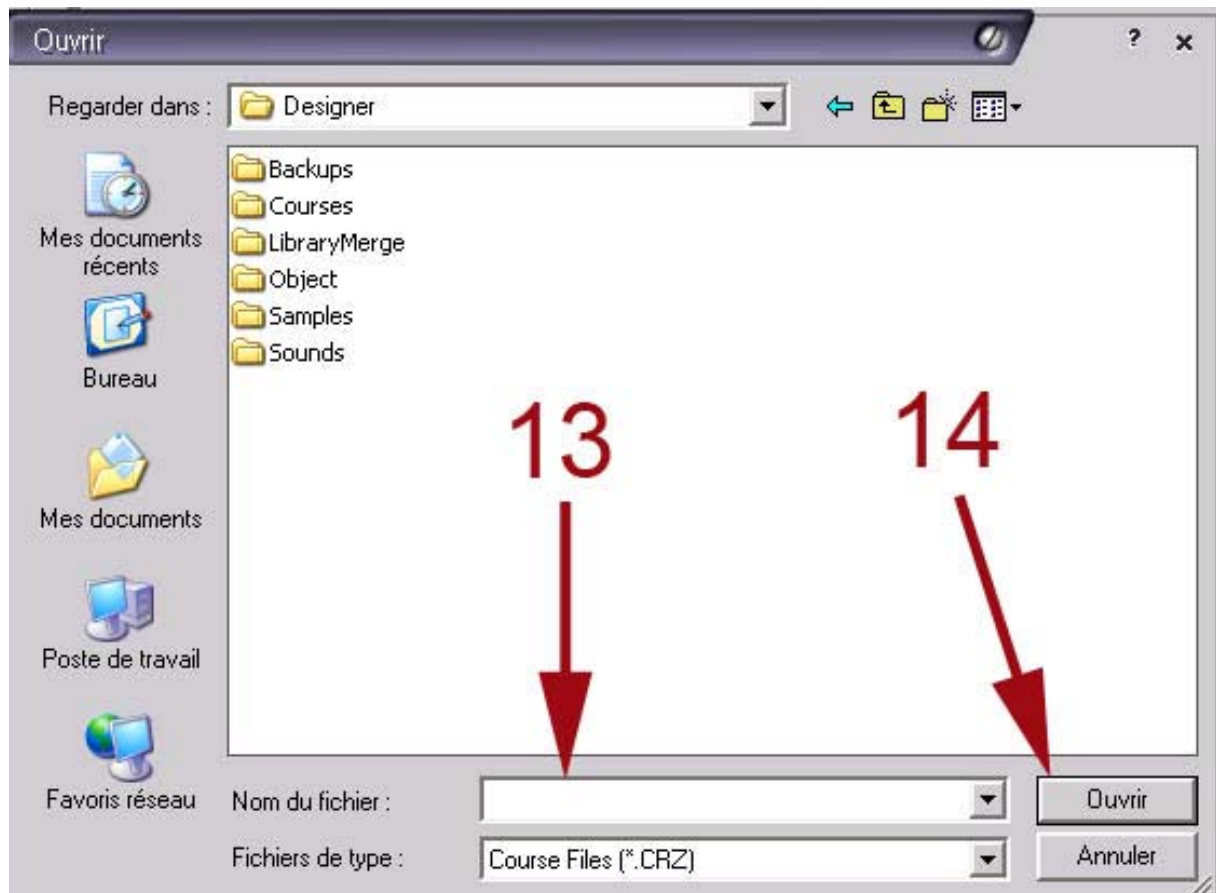 Ouvrir
? x
Regarder dans : Designer
Mes documents
récents
Bureau
Mes documents
Poste de travail
Favoris réseau
Backups
Courses
LibraryMerge
Object
Samples
Sounds
13
14
Nom du fichier :
Ouvrir
Fichiers de type : Course Files (*.CRZ)
Annuler